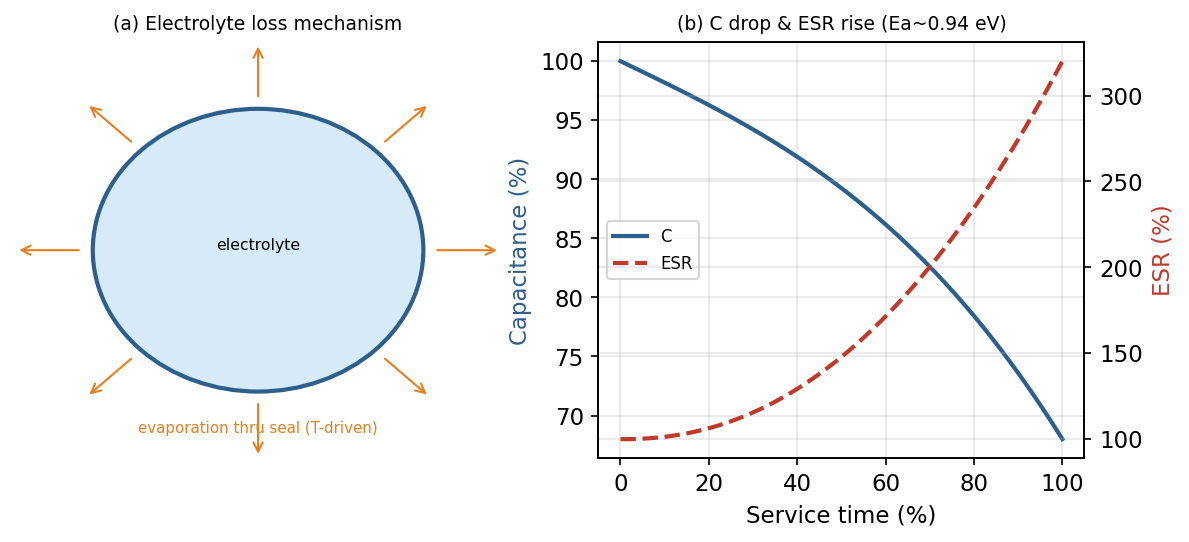 (a) Electrolyte loss mechanism
electrolyte
evaporation thru seal (T-driven)
(b) C drop & ESR rise (Ea~0.94 eV)
Capacitance (%)
100
95
90
85
80
75
70
C
ESR
300
250
200
150
100
ESR (%)
0 20 40 60 80 100
Service time (%)